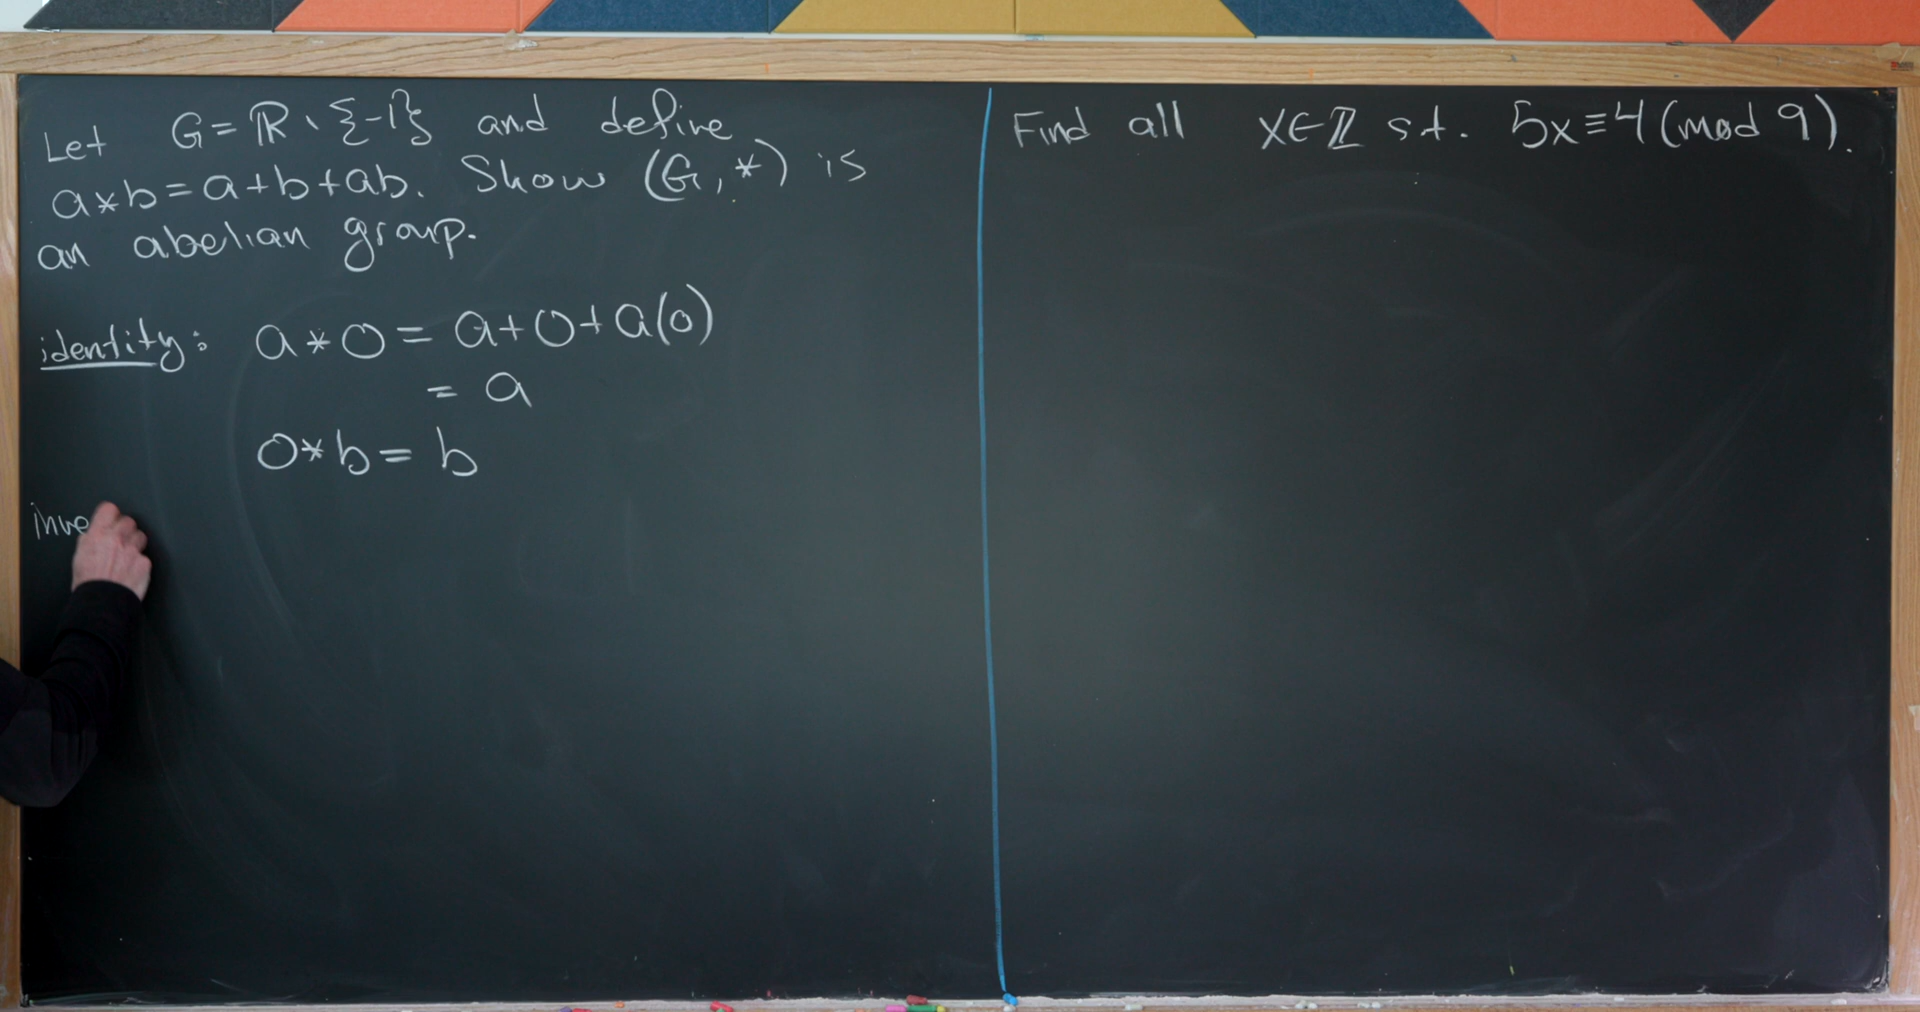 Let G = ℝ \ {-1} and define
a * b = a + b + ab. Show (G, *) is
an abelian group.
identity: a * 0 = a + 0 + a(0)
= a
0 * b = b
inve
Find all x ∈ ℤ s.t. 5x ≡ 4 (mod 9).